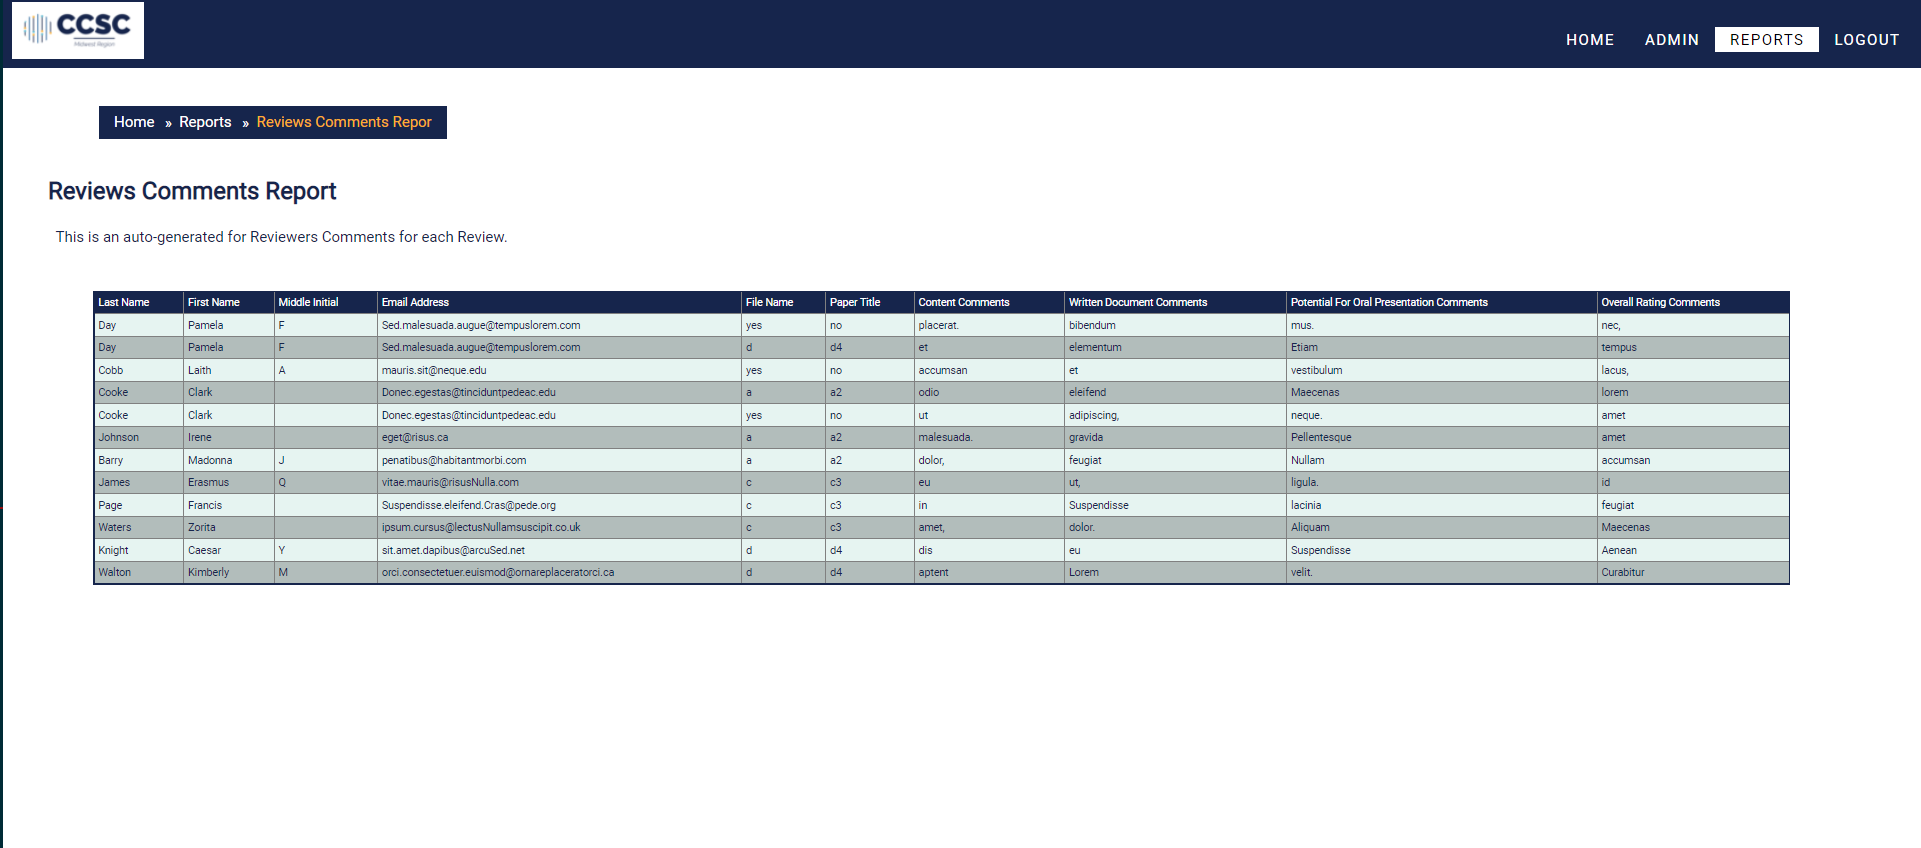 CCSC
Midwest Region
HOME ADMIN REPORTS LOGOUT
Home » Reports » Reviews Comments Repor
Reviews Comments Report
This is an auto-generated for Reviewers Comments for each Review.
Last Name First Name Middle Initial Email Address File Name Paper Title Content Comments Written Document Comments Potential For Oral Presentation Comments Overall Rating Comments
Day Pamela F Sed.malesuada.augue@tempuslorem.com yes no placerat. bibendum mus. nec,
Day Pamela F Sed.malesuada.augue@tempuslorem.com d d4 et elementum Etiam tempus
Cobb Laith A mauris.sit@neque.edu yes no accumsan et vestibulum lacus,
Cooke Clark Donec.egestas@tinciduntpedeac.edu a a2 odio eleifend Maecenas lorem
Cooke Clark Donec.egestas@tinciduntpedeac.edu yes no ut adipiscing, neque. amet
Johnson Irene eget@risus.ca a a2 malesuada. gravida Pellentesque amet
Barry Madonna J penatibus@habitantmorbi.com a a2 dolor, feugiat Nullam accumsan
James Erasmus Q vitae.mauris@risusNulla.com c c3 eu ut, ligula. id
Page Francis Suspendisse.eleifend.Cras@pede.org c c3 in Suspendisse lacinia feugiat
Waters Zorita ipsum.cursus@lectusNullamsuscipit.co.uk c c3 amet, dolor. Aliquam Maecenas
Knight Caesar Y sit.amet.dapibus@arcuSed.net d d4 dis eu Suspendisse Aenean
Walton Kimberly M orci.consectetuer.euismod@ornareplaceratorci.ca d d4 aptent Lorem velit. Curabitur